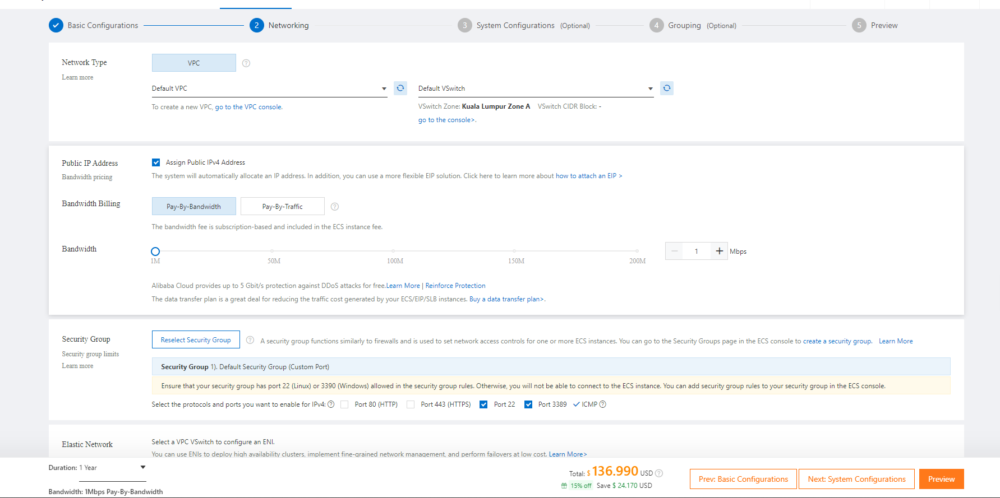 Basic Configurations
2 Networking
3 System Configurations (Optional)
4 Grouping (Optional)
5 Preview
Network Type
VPC
Learn more
Default VPC
Default VSwitch
To create a new VPC, go to the VPC console.
VSwitch Zone: Kuala Lumpur Zone A VSwitch CIDR Block: -
go to the console>.
Public IP Address
Assign Public IPv4 Address
Bandwidth pricing
The system will automatically allocate an IP address. In addition, you can use a more flexible EIP solution. Click here to learn more about how to attach an EIP >
Bandwidth Billing
Pay-By-Bandwidth
Pay-By-Traffic
The bandwidth fee is subscription-based and included in the ECS instance fee.
Bandwidth
1 Mbps
1M 50M 100M 150M 200M
Alibaba Cloud provides up to 5 Gbit/s protection against DDoS attacks for free.Learn More | Reinforce Protection
The data transfer plan is a great deal for reducing the traffic cost generated by your ECS/EIP/SLB instances. Buy a data transfer plan>.
Security Group
Reselect Security Group
A security group functions similarly to firewalls and is used to set network access controls for one or more ECS instances. You can go to the Security Groups page in the ECS console to create a security group. Learn More
Security group limits
Learn more
Security Group 1). Default Security Group (Custom Port)
Ensure that your security group has port 22 (Linux) or 3390 (Windows) allowed in the security group rules. Otherwise, you will not be able to connect to the ECS instance. You can add security group rules to your security group in the ECS console.
Select the protocols and ports you want to enable for IPv4: Port 80 (HTTP) Port 443 (HTTPS) Port 22 Port 3389 ICMP
Elastic Network
Select a VPC VSwitch to configure an ENI.
You can use ENIs to deploy high availability clusters, implement fine-grained network management, and perform failovers at low cost. Learn More>
Duration: 1 Year
Total: $ 136.990 USD
15% off Save $ 24.170 USD
Prev: Basic Configurations
Next: System Configurations
Preview
Bandwidth: 1Mbps Pay-By-Bandwidth